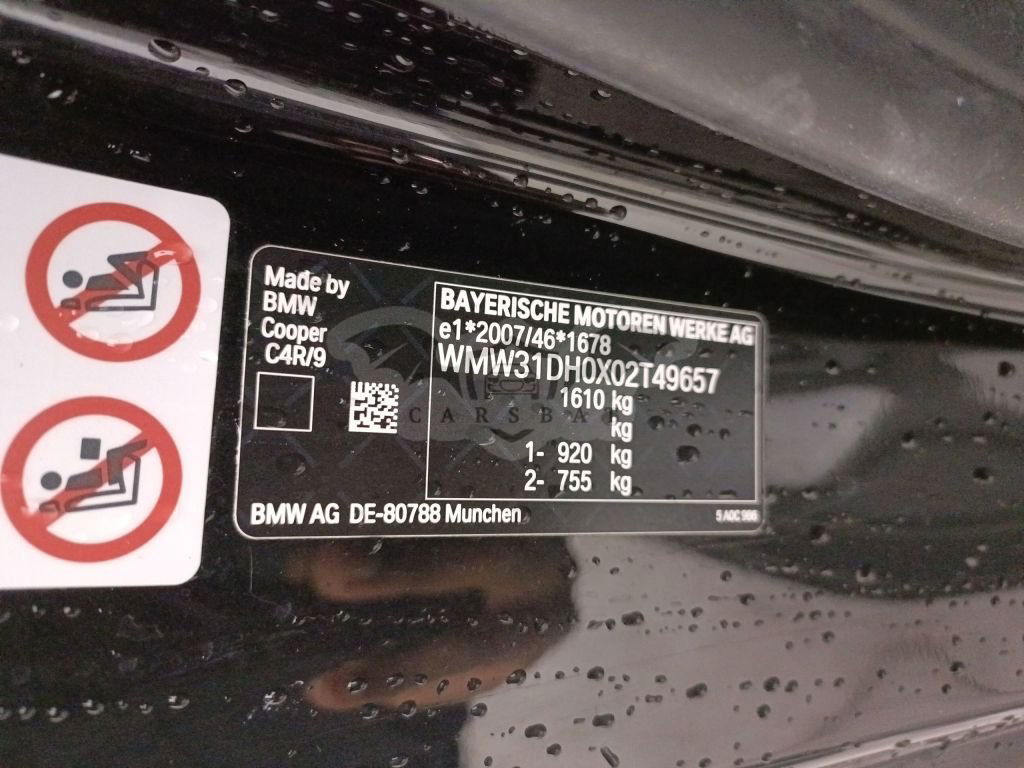 Made by
BMW
Cooper
C4R/9
BAYERISCHE MOTOREN WERKE AG
e1*2007/46*1678
WMW31DH0X02T49657
1610 kg
kg
1- 920 kg
2- 755 kg
CARSBA
BMW AG DE-80788 Munchen
5 A0C 986